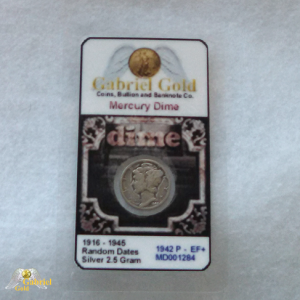 Gabriel Gold
Coins, Bullion and Banknote Co.
Mercury Dime
dime
1916 - 1945
Random Dates
Silver 2.5 Gram
1942 P - EF+
MD001284
Gabriel
Gold